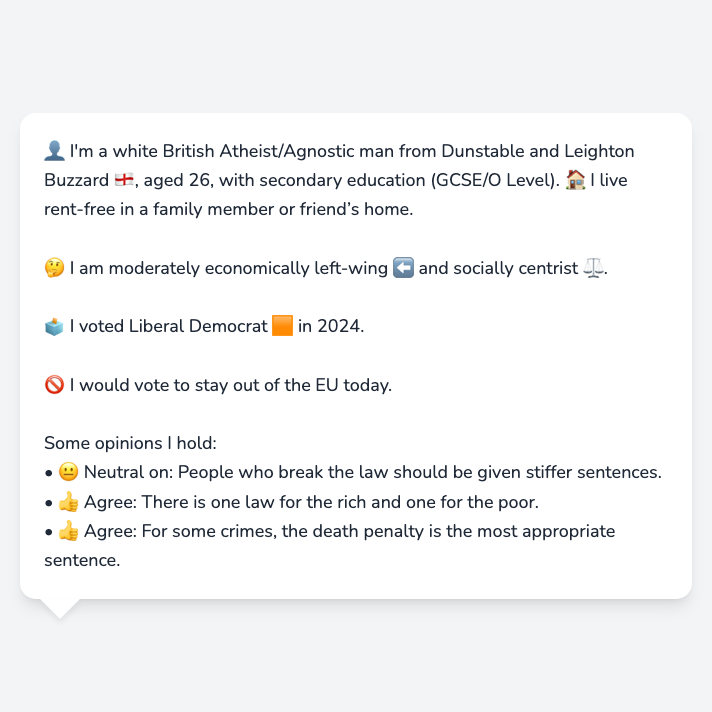 👤 I'm a white British Atheist/Agnostic man from Dunstable and Leighton
Buzzard 🏴󠁧󠁢󠁥󠁮󠁧󠁿, aged 26, with secondary education (GCSE/O Level). 🏠 I live
rent-free in a family member or friend’s home.
🤔 I am moderately economically left-wing ⬅️ and socially centrist ⚖️.
🗳️ I voted Liberal Democrat 🟧 in 2024.
🚫 I would vote to stay out of the EU today.
Some opinions I hold:
• 😐 Neutral on: People who break the law should be given stiffer sentences.
• 👍 Agree: There is one law for the rich and one for the poor.
• 👍 Agree: For some crimes, the death penalty is the most appropriate
sentence.